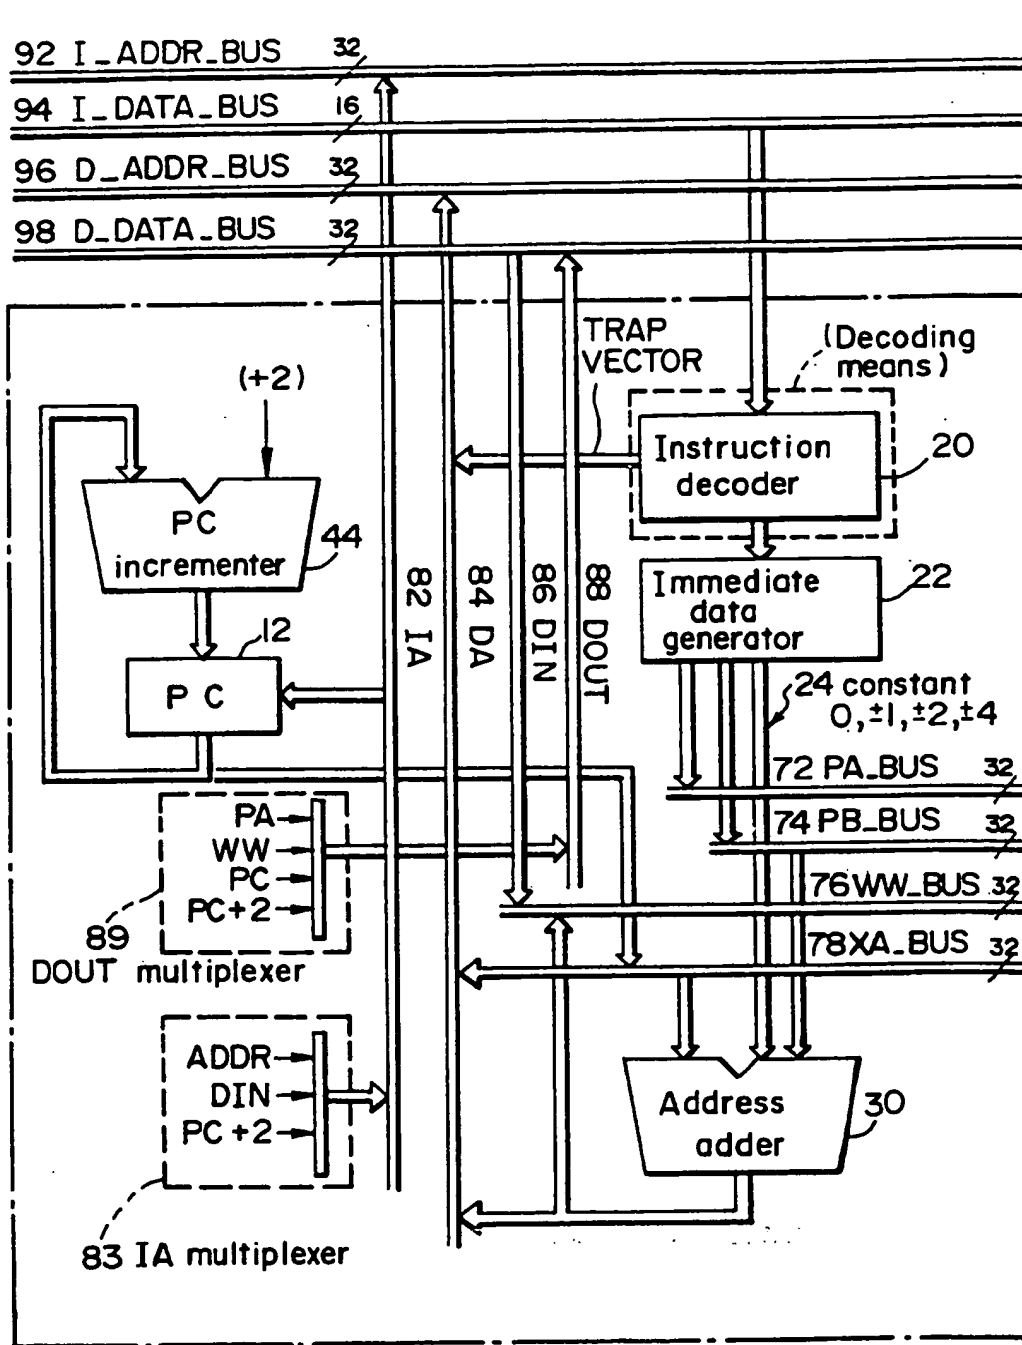 92 I_ADDR_BUS 32
94 I_DATA_BUS 16
96 D_ADDR_BUS 32
98 D_DATA_BUS 32
TRAP
VECTOR
(Decoding
means)
(+2)
Instruction
decoder
20
PC
incrementer
44
Immediate
data
generator
22
82 IA
84 DA
86 DIN
88 DOUT
12
PC
24 constant
0,±1,±2,±4
72 PA_BUS 32
74 PB_BUS 32
76 WW_BUS 32
78 XA_BUS 32
PA
WW
PC
PC+2
89
DOUT multiplexer
ADDR
DIN
PC+2
83 IA multiplexer
Address
adder
30